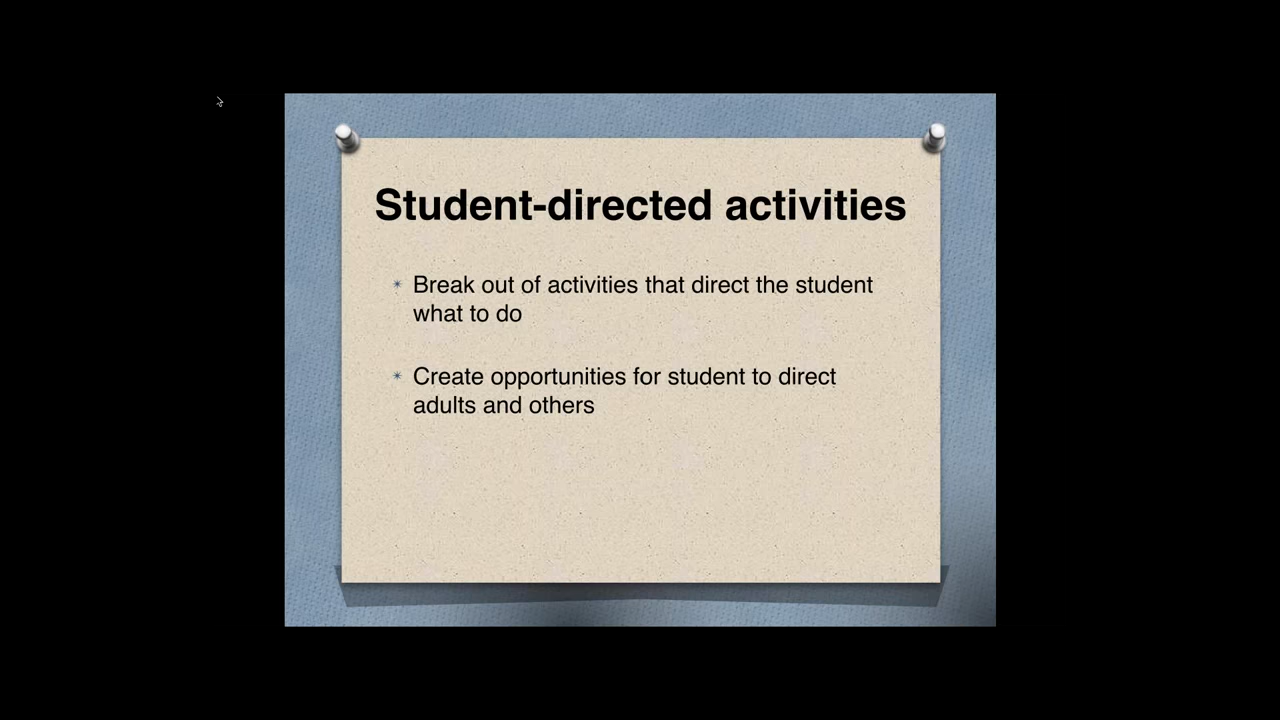 Student-directed activities
Break out of activities that direct the student
what to do
Create opportunities for student to direct
adults and others